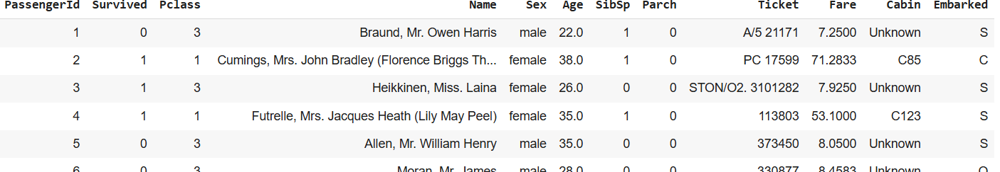 PassengerId Survived Pclass Name Sex Age SibSp Parch Ticket Fare Cabin Embarked
1 0 3 Braund, Mr. Owen Harris male 22.0 1 0 A/5 21171 7.2500 Unknown S
2 1 1 Cumings, Mrs. John Bradley (Florence Briggs Th... female 38.0 1 0 PC 17599 71.2833 C85 C
3 1 3 Heikkinen, Miss. Laina female 26.0 0 0 STON/O2. 3101282 7.9250 Unknown S
4 1 1 Futrelle, Mrs. Jacques Heath (Lily May Peel) female 35.0 1 0 113803 53.1000 C123 S
5 0 3 Allen, Mr. William Henry male 35.0 0 0 373450 8.0500 Unknown S
6 0 3 Moran, Mr. James male 28.0 0 0 330877 8.4583 Unknown Q